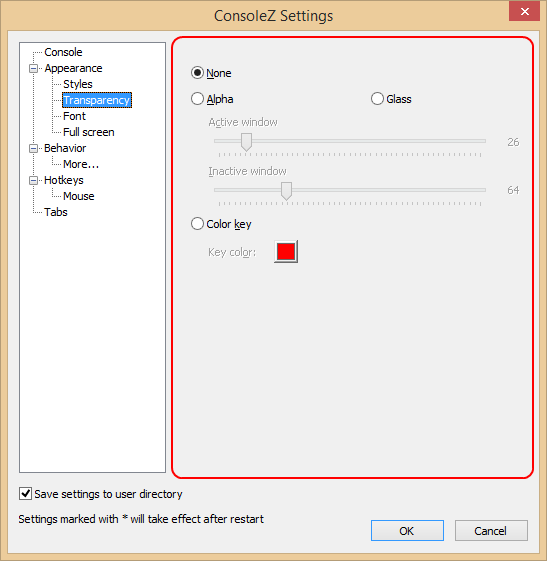 ConsoleZ Settings
Console
Appearance
Styles
Transparency
Font
Full screen
Behavior
More...
Hotkeys
Mouse
Tabs
None
Alpha
Glass
Active window
26
Inactive window
64
Color key
Key color:
Save settings to user directory
Settings marked with * will take effect after restart
OK
Cancel